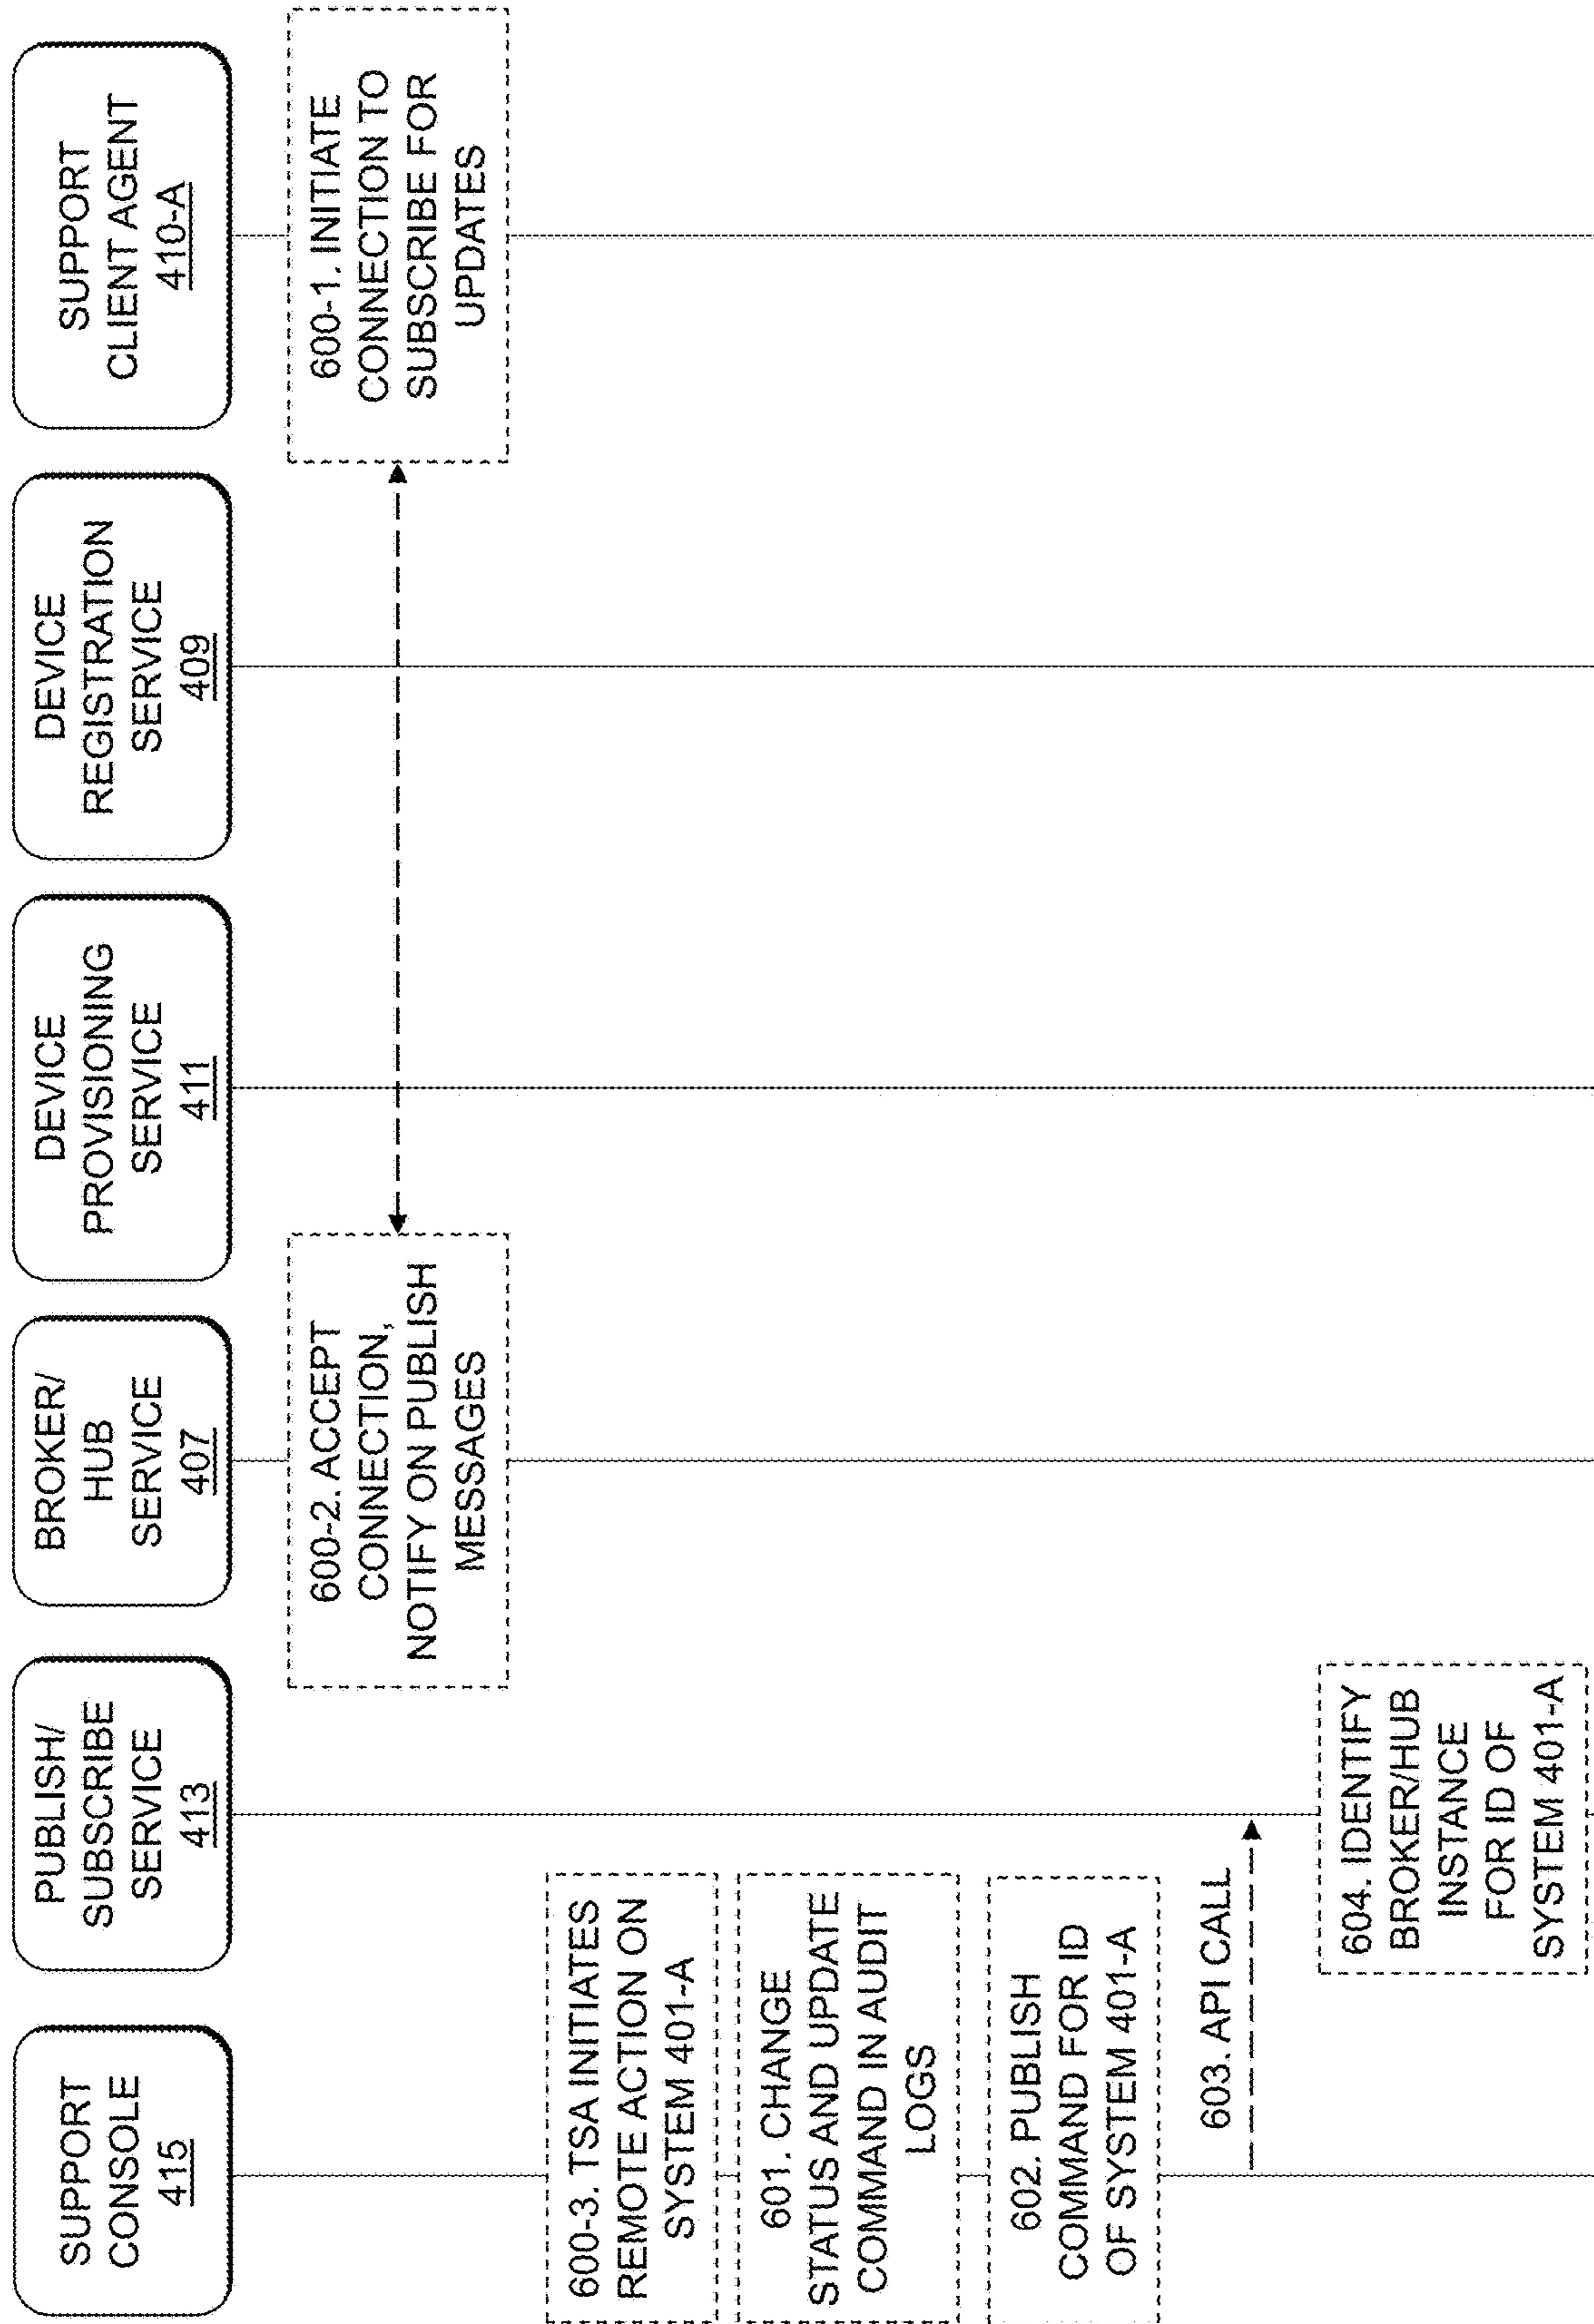 SUPPORT
CONSOLE
415
PUBLISH/
SUBSCRIBE
SERVICE
413
BROKER/
HUB
SERVICE
407
DEVICE
PROVISIONING
SERVICE
411
DEVICE
REGISTRATION
SERVICE
409
SUPPORT
CLIENT AGENT
410-A
600-2. ACCEPT
CONNECTION,
NOTIFY ON PUBLISH
MESSAGES
600-1. INITIATE
CONNECTION TO
SUBSCRIBE FOR
UPDATES
600-3. TSA INITIATES
REMOTE ACTION ON
SYSTEM 401-A
601. CHANGE
STATUS AND UPDATE
COMMAND IN AUDIT
LOGS
602. PUBLISH
COMMAND FOR ID
OF SYSTEM 401-A
603. API CALL
604. IDENTIFY
BROKER/HUB
INSTANCE
FOR ID OF
SYSTEM 401-A